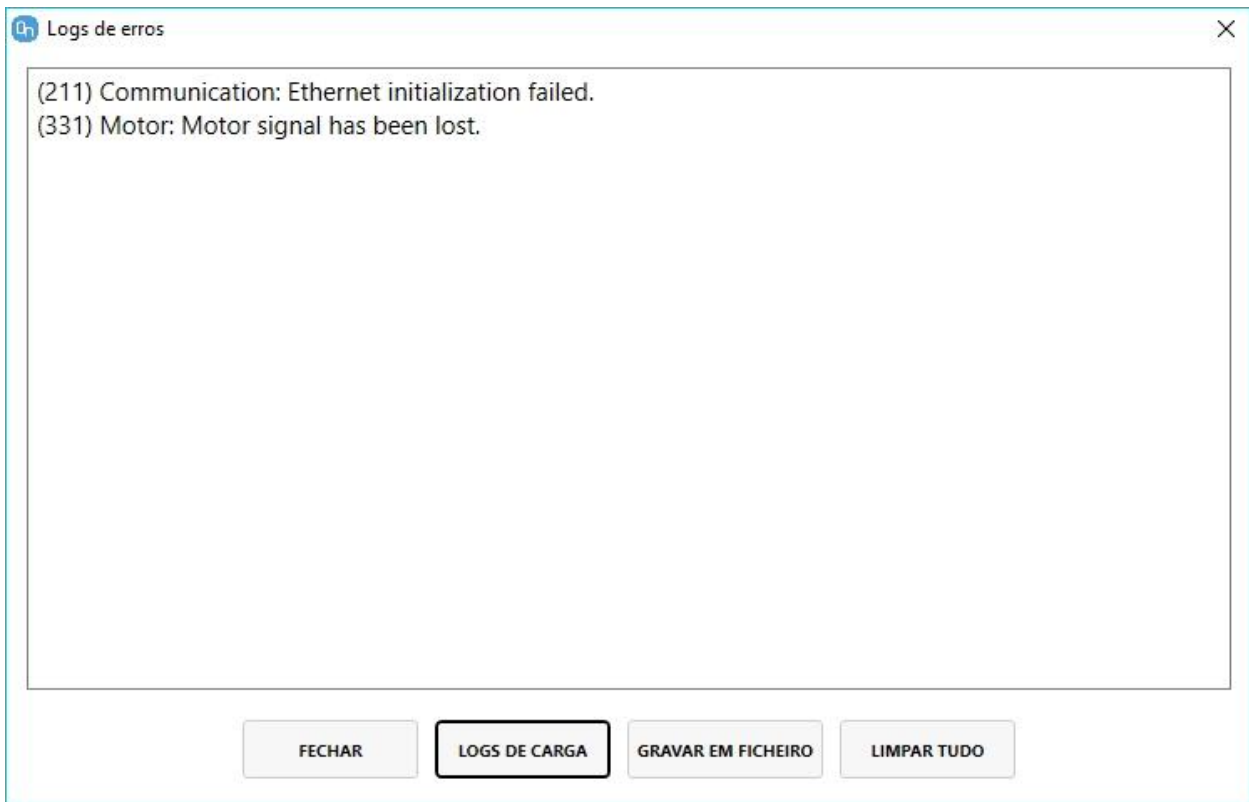 Logs de erros
(211) Communication: Ethernet initialization failed.
(331) Motor: Motor signal has been lost.
FECHAR
LOGS DE CARGA
GRAVAR EM FICHEIRO
LIMPAR TUDO